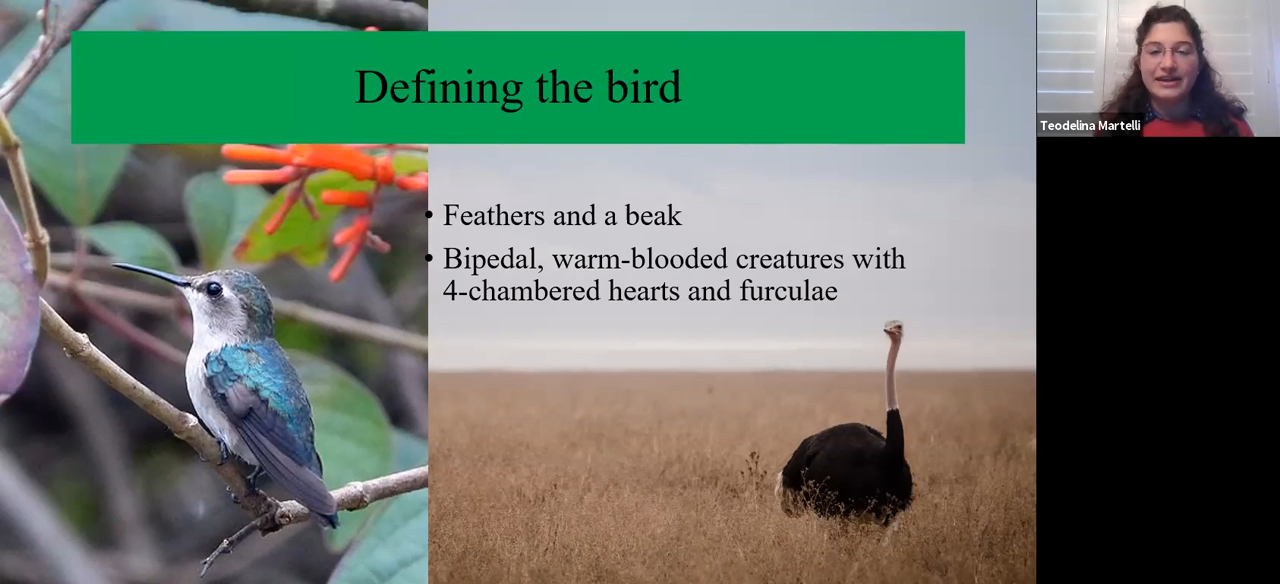 Defining the bird
• Feathers and a beak
• Bipedal, warm-blooded creatures with
4-chambered hearts and furculae
Teodelina Martelli